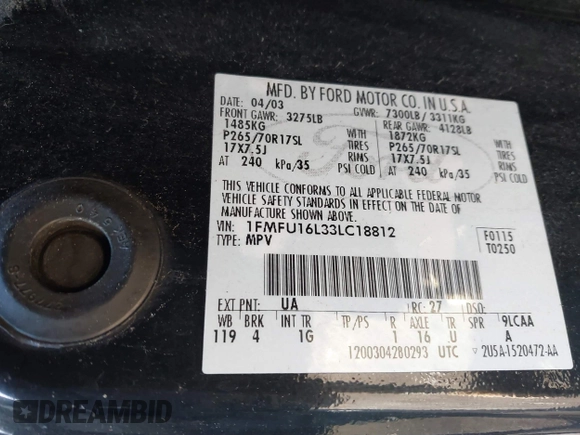 MFD. BY FORD MOTOR CO. IN U.S.A.
DATE: 04/03 GVWR: 7300LB/ 3311KG
FRONT GAWR: 3275LB REAR GAWR: 4128LB
1485KG WITH 1872KG WITH
P265/70R17SL TIRES P265/70R17SL TIRES
17X7.5J RIMS 17X7.5J RIMS
AT 240 kPa/35 PSI COLD AT 240 kPa/35 PSI COLD
THIS VEHICLE CONFORMS TO ALL APPLICABLE FEDERAL MOTOR
VEHICLE SAFETY STANDARDS IN EFFECT ON THE DATE OF
MANUFACTURE SHOWN ABOVE.
VIN: 1FMFU16L33LC18812 F0115
TYPE: MPV T0250
EXT PNT: UA RC: 27 DSO:
WB BRK INT TR TP/PS R AXLE TR SPR 9LCAA
119 4 1G 1 16 U A
1200304280293 UTC 2U5A-1520472-AA
DREAMBID